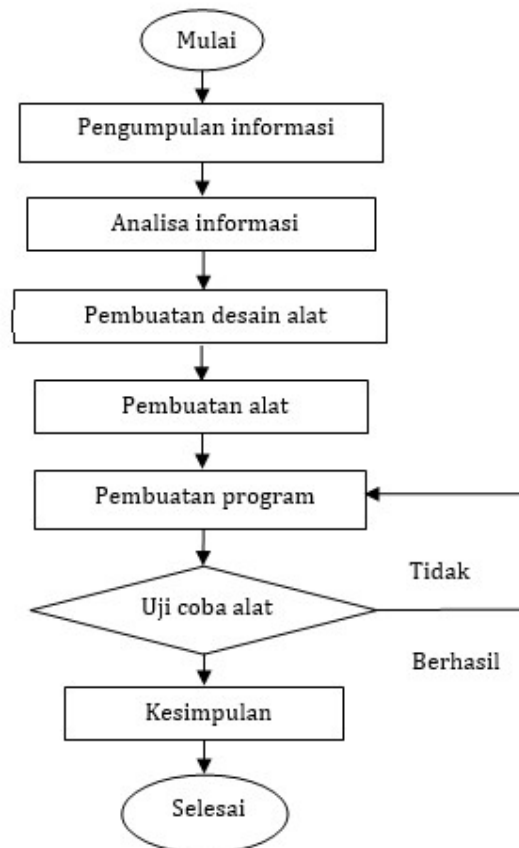 Mulai
Pengumpulan informasi
Analisa informasi
Pembuatan desain alat
Pembuatan alat
Pembuatan program
Tidak
Uji coba alat
Berhasil
Kesimpulan
Selesai